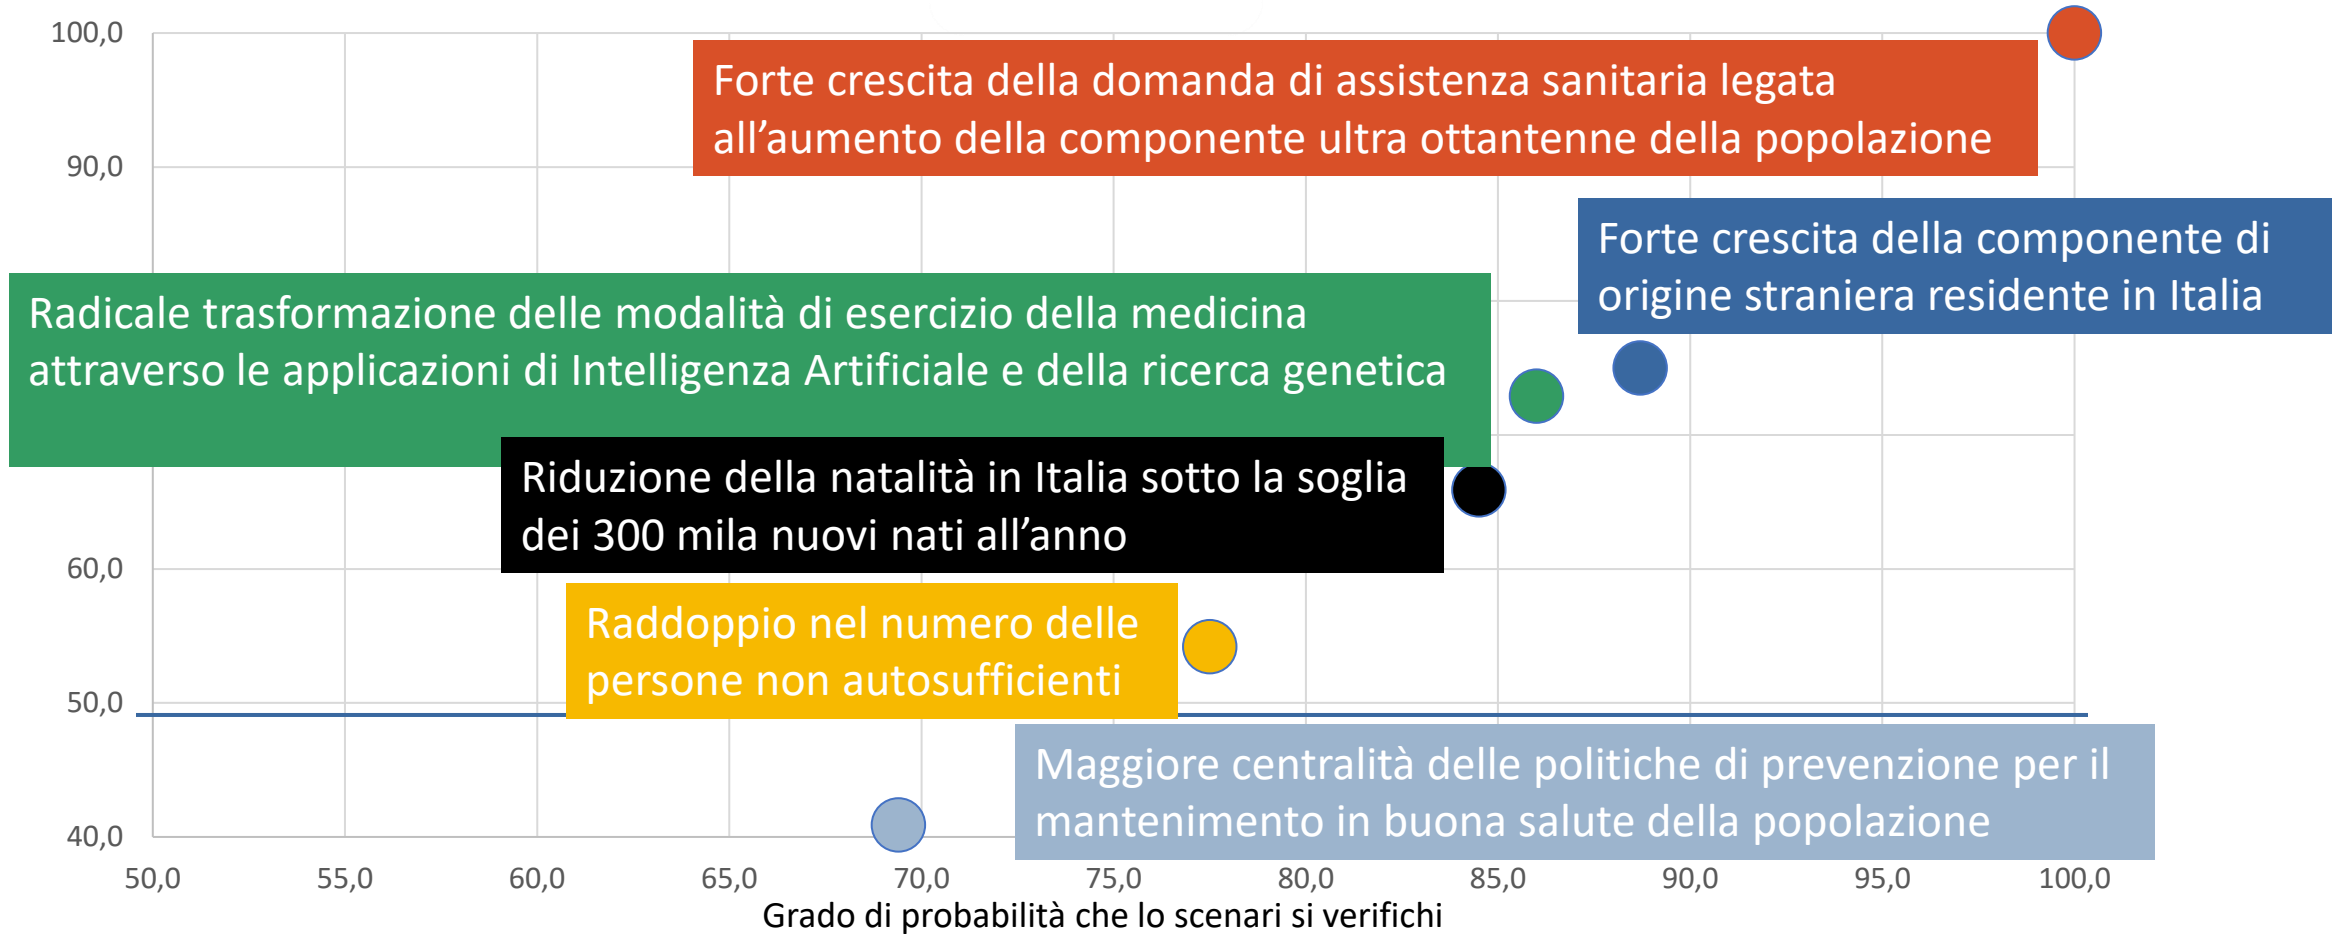 100,0
Forte crescita della domanda di assistenza sanitaria legata
all’aumento della componente ultra ottantenne della popolazione
90,0
Forte crescita della componente di
origine straniera residente in Italia
Radicale trasformazione delle modalità di esercizio della medicina
attraverso le applicazioni di Intelligenza Artificiale e della ricerca genetica
Riduzione della natalità in Italia sotto la soglia
dei 300 mila nuovi nati all’anno
60,0
Raddoppio nel numero delle
persone non autosufficienti
50,0
Maggiore centralità delle politiche di prevenzione per il
mantenimento in buona salute della popolazione
40,0
50,0 55,0 60,0 65,0 70,0 75,0 80,0 85,0 90,0 95,0 100,0
Grado di probabilità che lo scenari si verifichi